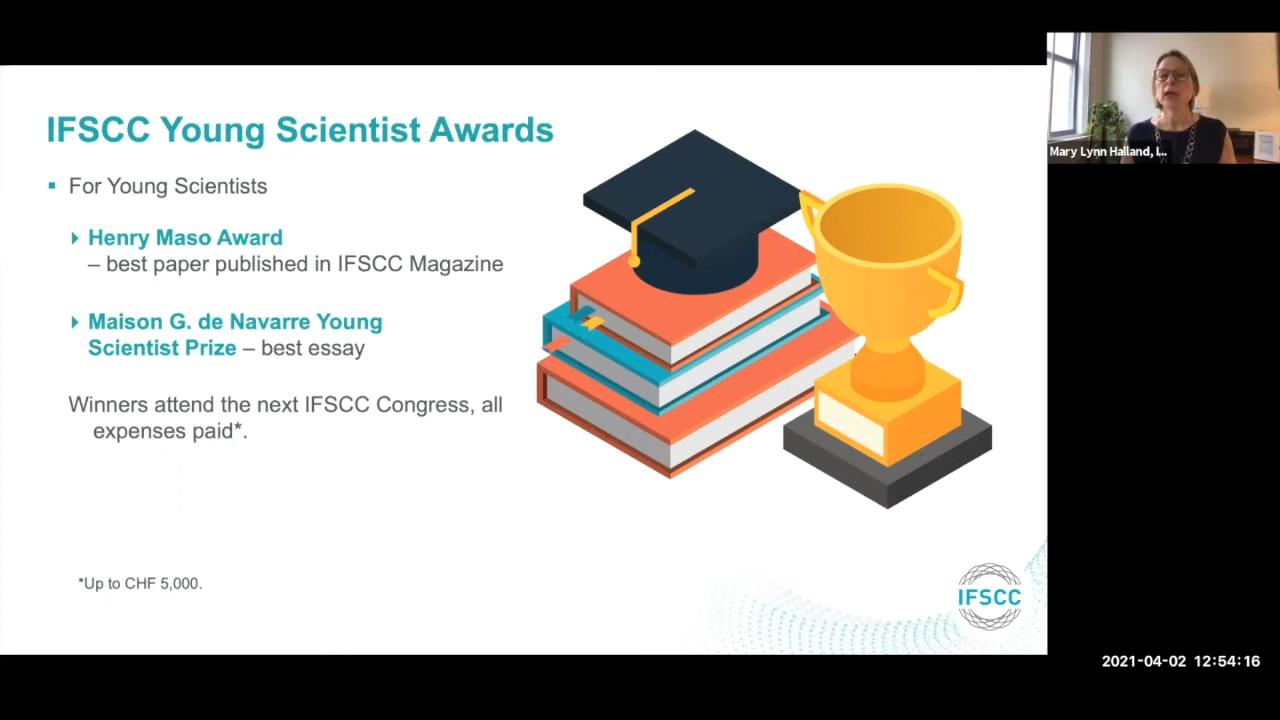 IFSCC Young Scientist Awards
▪ For Young Scientists
Henry Maso Award
– best paper published in IFSCC Magazine
Maison G. de Navarre Young
Scientist Prize – best essay
Winners attend the next IFSCC Congress, all
expenses paid*.
*Up to CHF 5,000.
IFSCC
Mary Lynn Halland, I...
2021-04-02 12:54:16